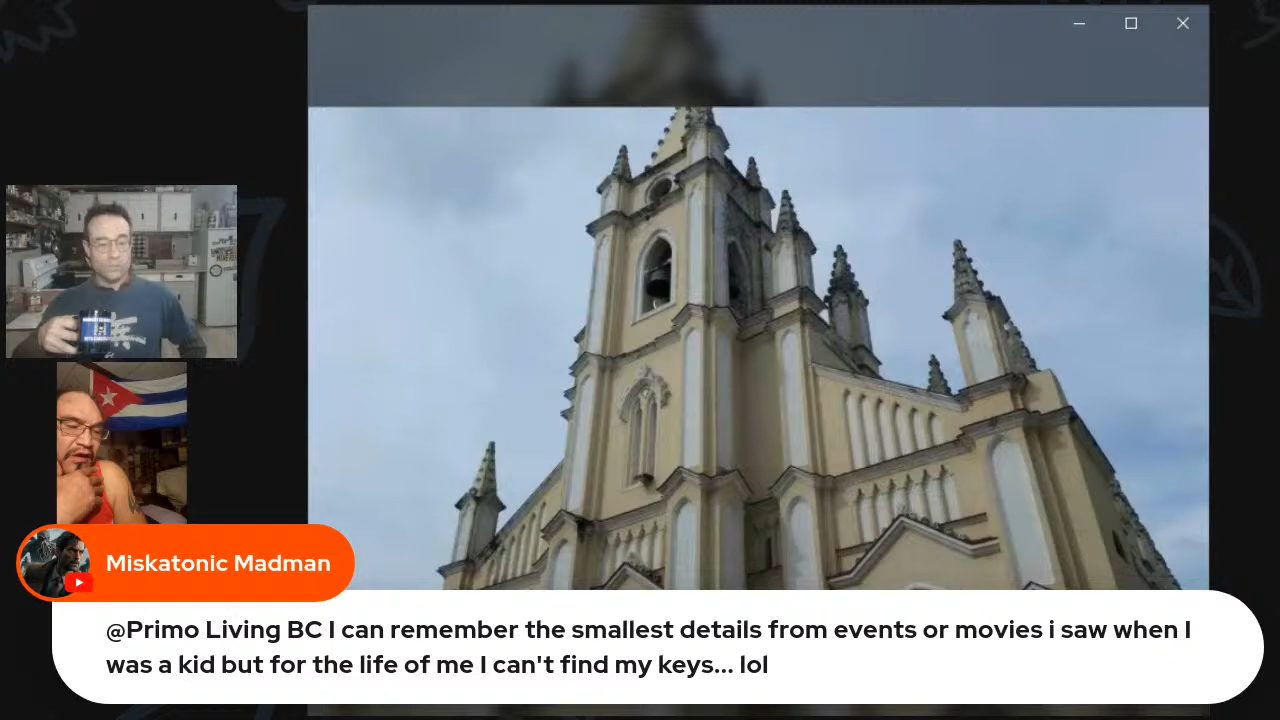 Miskatonic Madman
@Primo Living BC I can remember the smallest details from events or movies i saw when I
was a kid but for the life of me I can't find my keys... lol